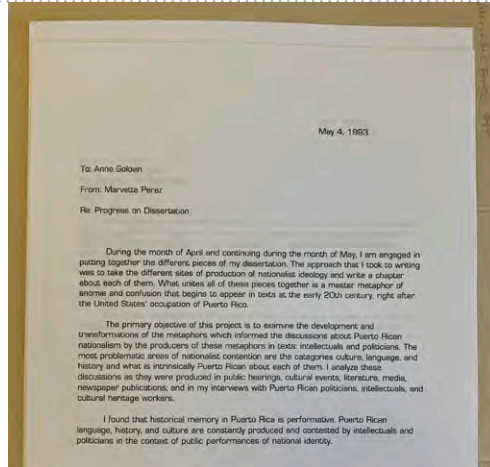 May 4, 1993
To: Anne Golovin
From: Marvette Perez
Re: Progress on Dissertation
During the month of April and continuing during the month of May, I am engaged in
putting together the different pieces of my dissertation. The approach that I took to writing
was to take the different sites of production of nationalist ideology and write a chapter
about each of them. What unites all of these pieces together is a master metaphor of
anomie and confusion that begins to appear in texts at the early 20th century, right after
the United States' occupation of Puerto Rico.
The primary objective of this project is to examine the development and
transformations of the metaphors which informed the discussions about Puerto Rican
nationalism by the producers of these metaphors in texts: intellectuals and politicians. The
most problematic areas of nationalist contention are the categories culture, language, and
history and what is intrinsically Puerto Rican about each of them. I analyze these
discussions as they were produced in public hearings, cultural events, literature, media,
newspaper publications, and in my interviews with Puerto Rican politicians, intellectuals, and
cultural heritage workers.
I found that historical memory in Puerto Rica is performative. Puerto Rican
language, history, and culture are constantly produced and contested by intellectuals and
politicians in the context of public performances of national identity.